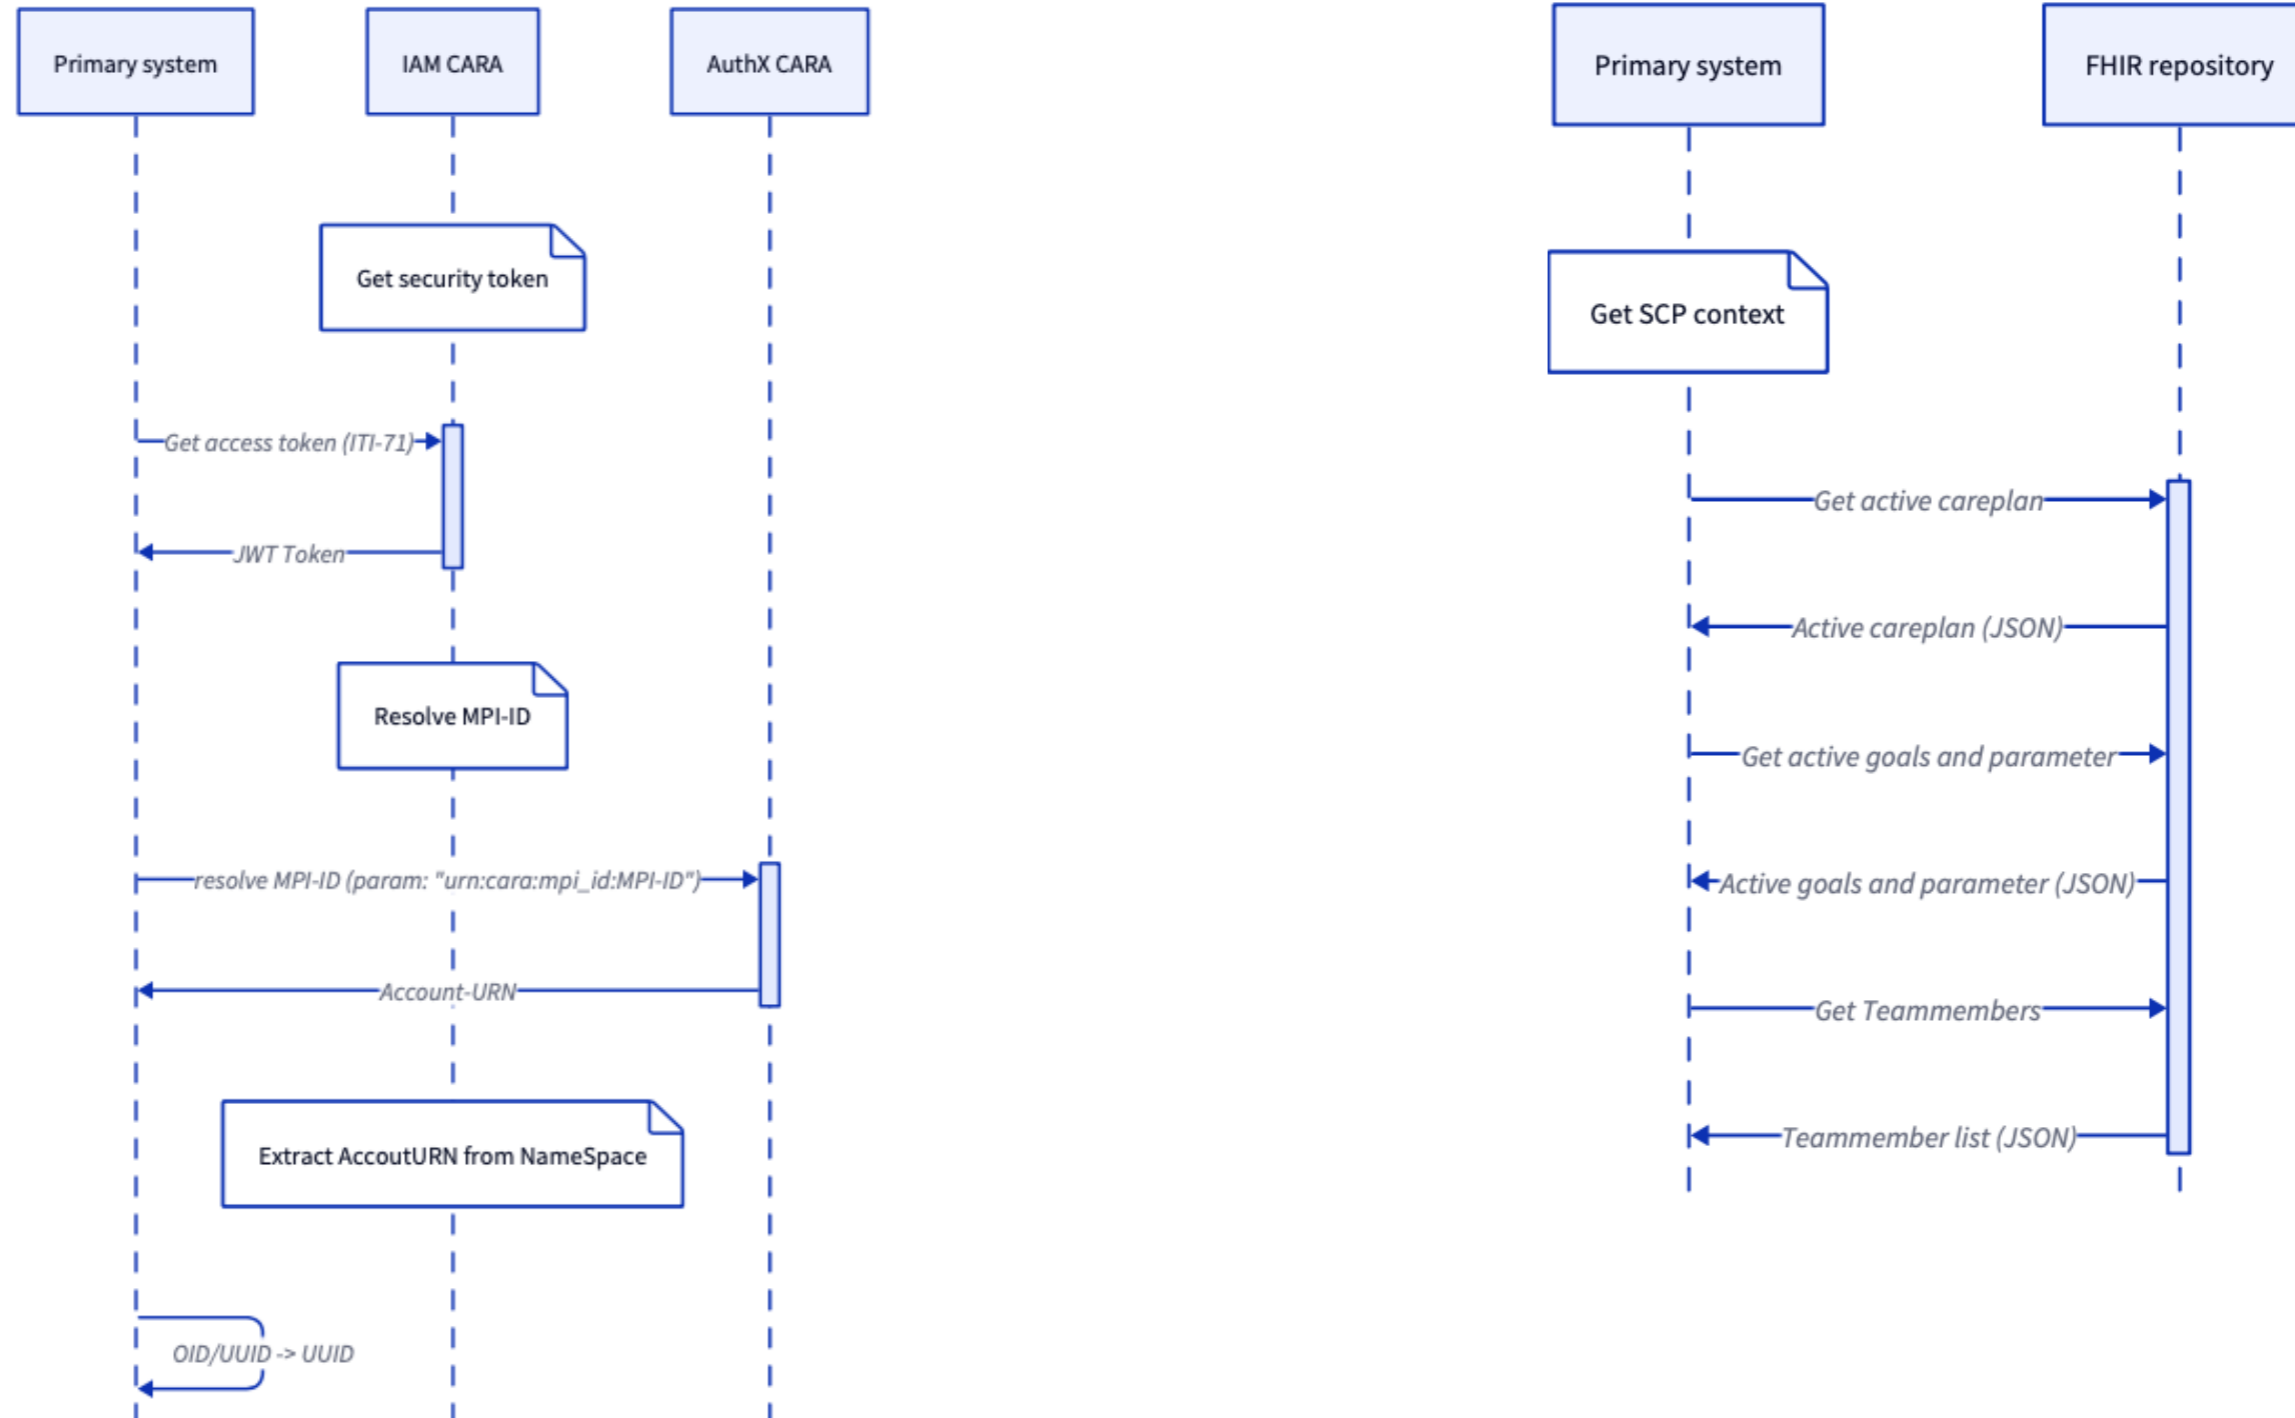 Primary system
IAM CARA
AuthX CARA
Get security token
Get access token (ITI-71)
JWT Token
Resolve MPI-ID
resolve MPI-ID (param: "urn:cara:mpi_id:MPI-ID")
Account-URN
Extract AccoutURN from NameSpace
OID/UUID -> UUID
Primary system
FHIR repository
Get SCP context
Get active careplan
Active careplan (JSON)
Get active goals and parameter
Active goals and parameter (JSON)
Get Teammembers
Teammember list (JSON)